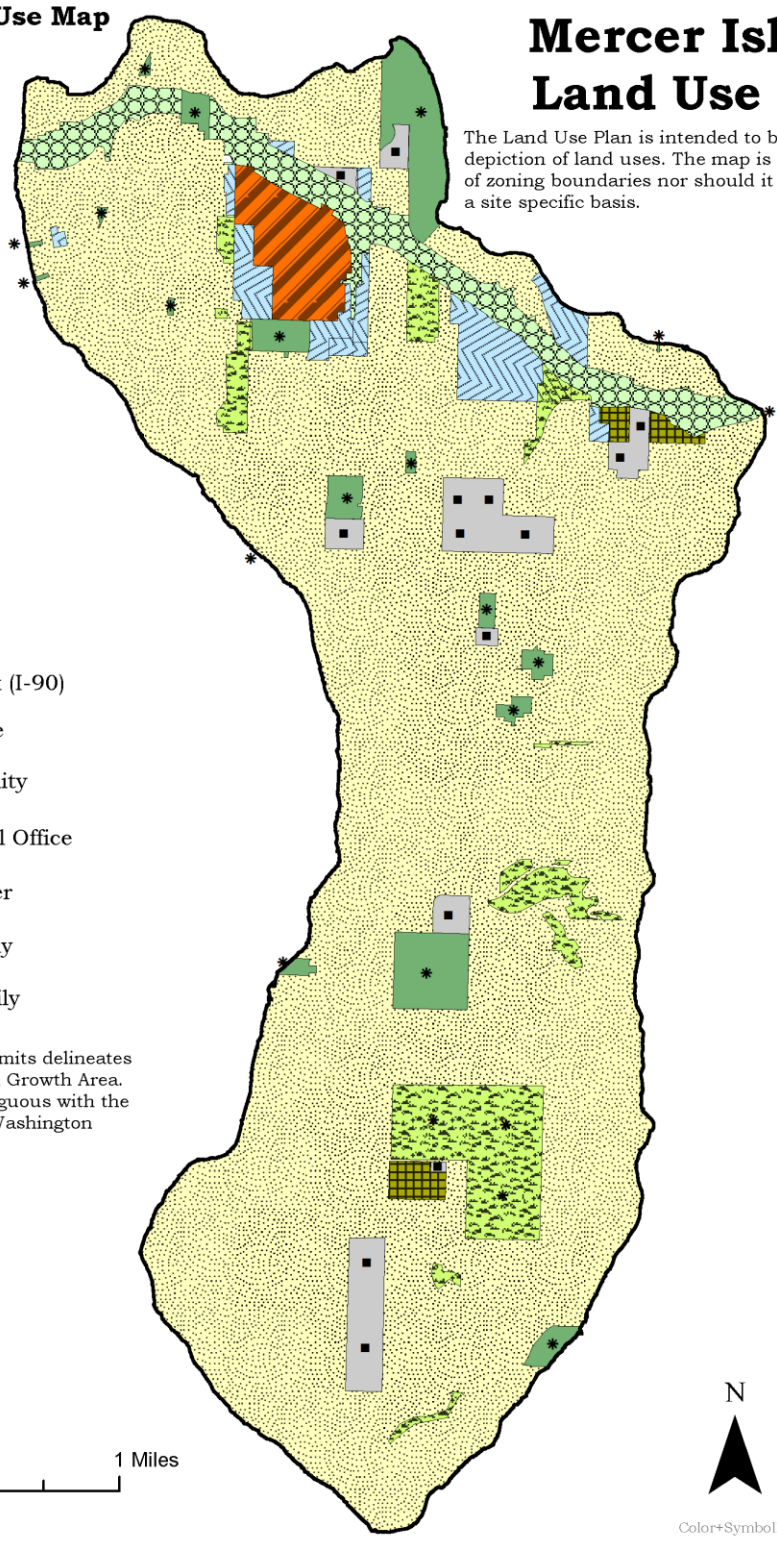 Use Map
Mercer Isl
Land Use
The Land Use Plan is intended to b
depiction of land uses. The map is
of zoning boundaries nor should it
a site specific basis.
(I-90)
e
ity
l Office
er
y
ly
mits delineates
Growth Area.
guous with the
Washington
1 Miles
N
Color+Symbol